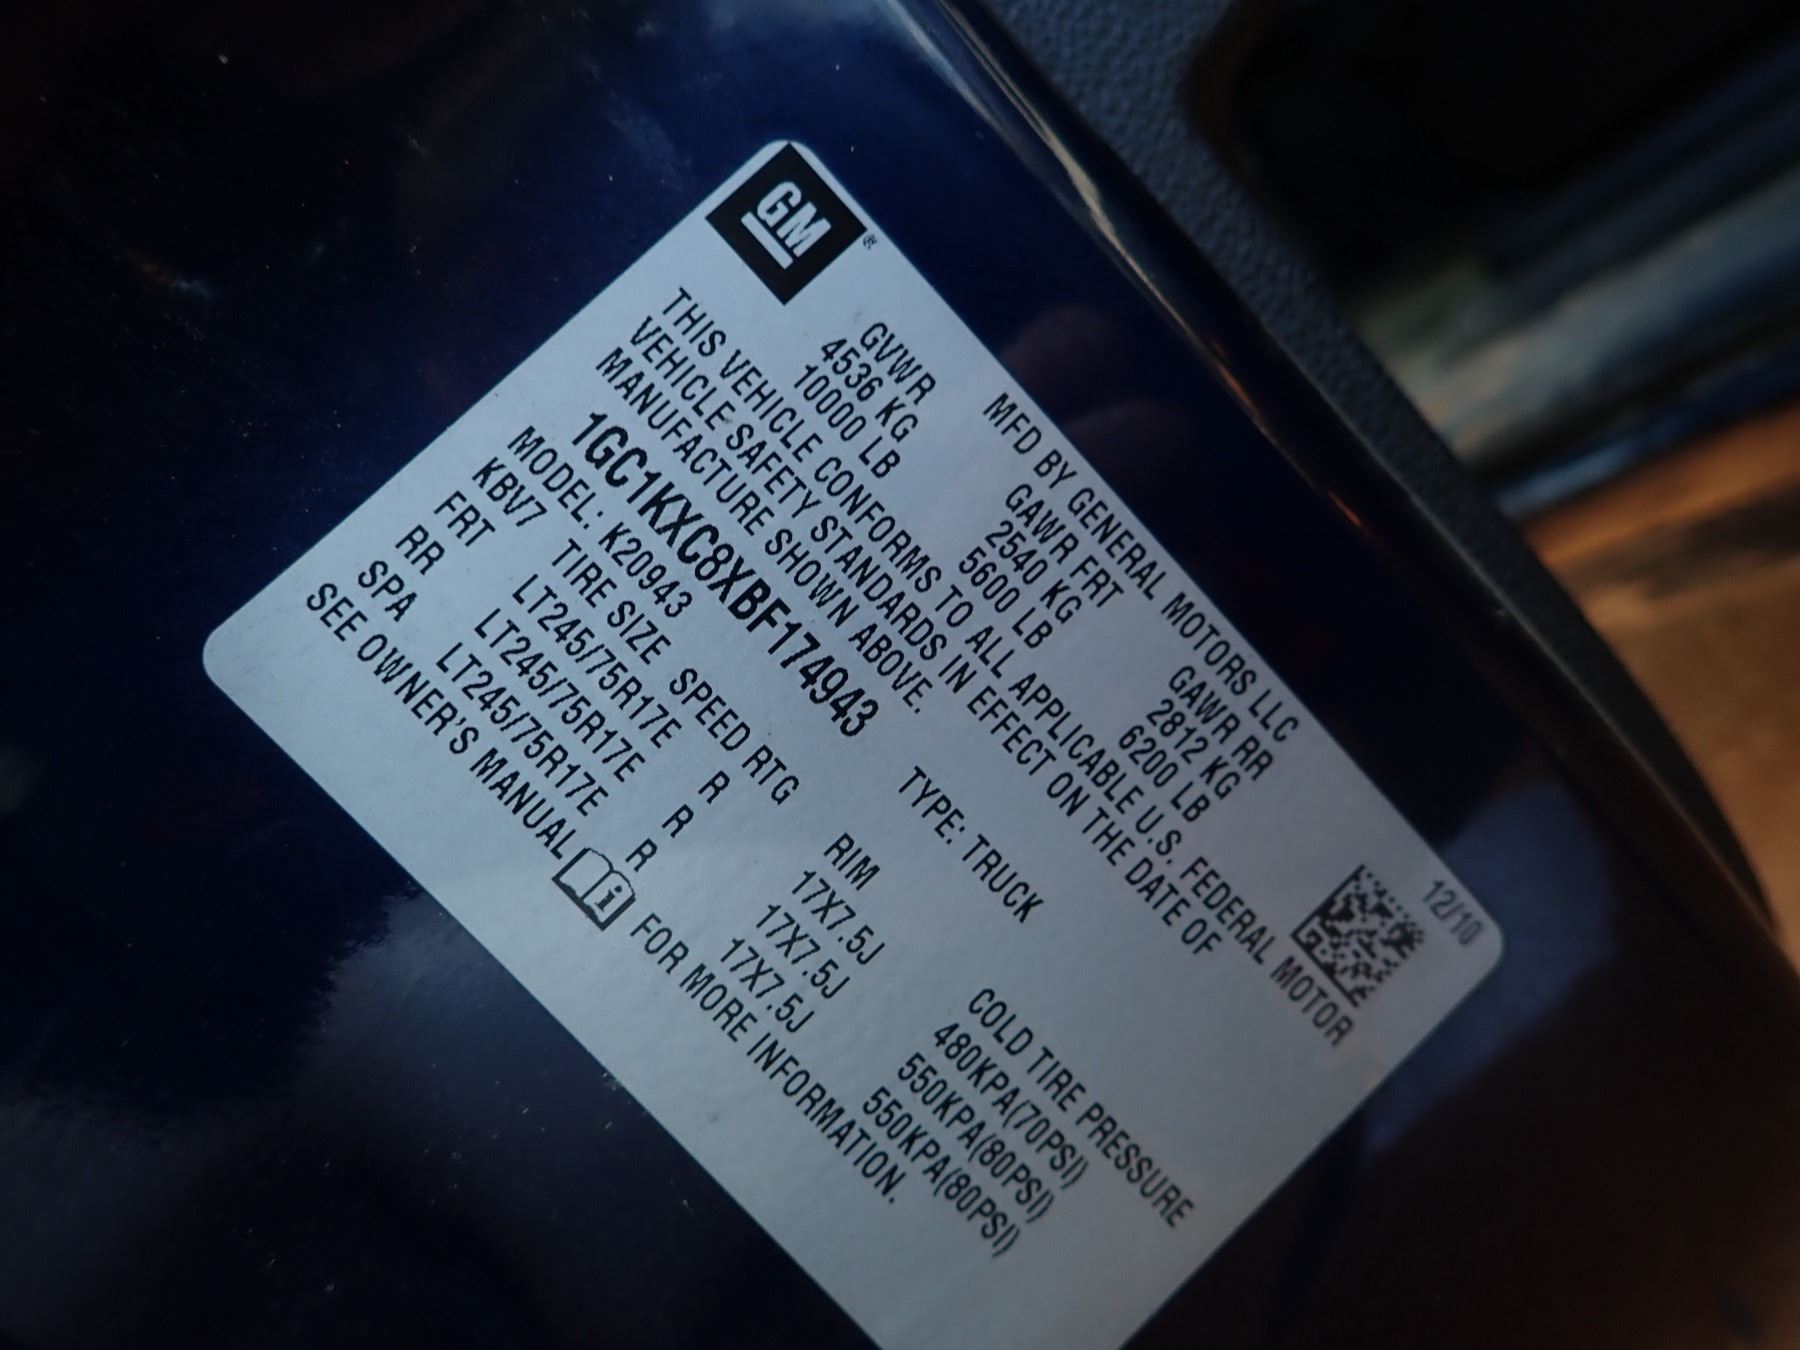 GM
MFD BY GENERAL MOTORS LLC 12/10
GVWR GAWR FRT GAWR RR
4536 KG 2540 KG 2812 KG
10000 LB 5600 LB 6200 LB
THIS VEHICLE CONFORMS TO ALL APPLICABLE U.S. FEDERAL MOTOR
VEHICLE SAFETY STANDARDS IN EFFECT ON THE DATE OF
MANUFACTURE SHOWN ABOVE.
1GC1KXC8XBF174943 TYPE: TRUCK
MODEL: K20943
KBV7 TIRE SIZE SPEED RTG RIM COLD TIRE PRESSURE
FRT LT245/75R17E R 17X7.5J 480KPA(70PSI)
RR LT245/75R17E R 17X7.5J 550KPA(80PSI)
SPA LT245/75R17E R 17X7.5J 550KPA(80PSI)
SEE OWNER'S MANUAL i FOR MORE INFORMATION.